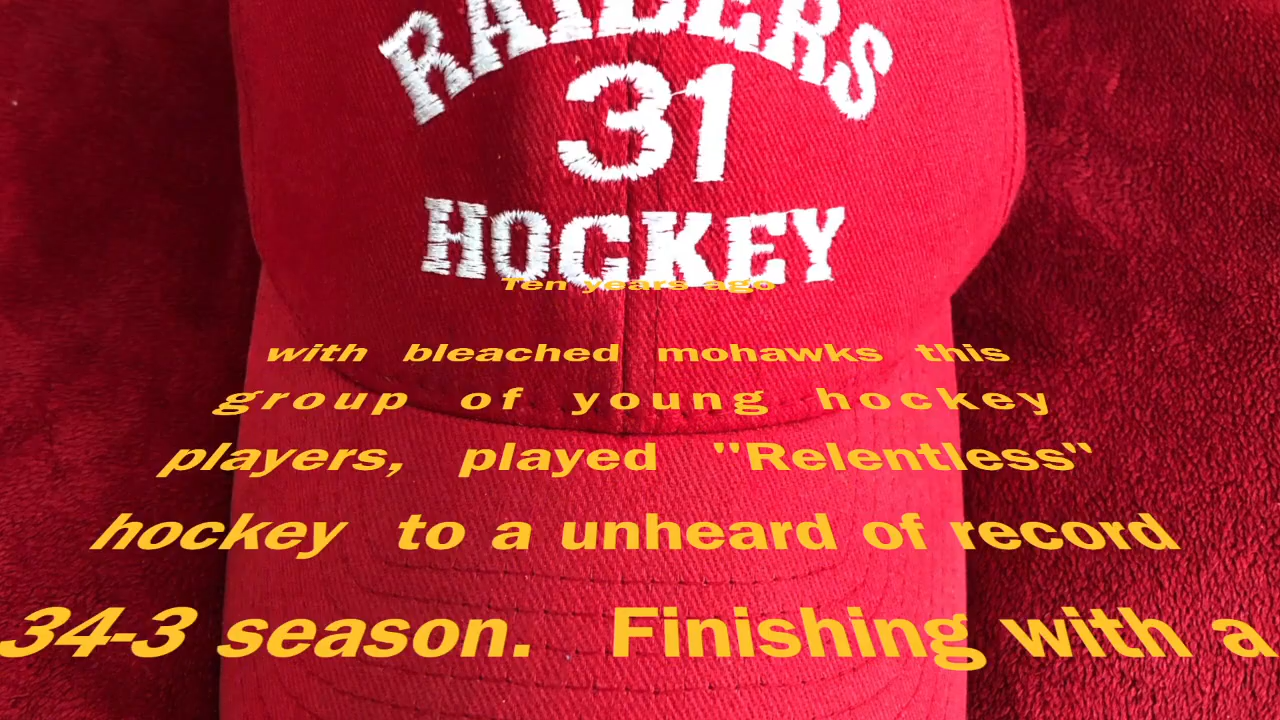 RAIDERS
31
HOCKEY
Ten years ago
with bleached mohawks this
group of young hockey
players, played "Relentless"
hockey to a unheard of record
34-3 season. Finishing with a